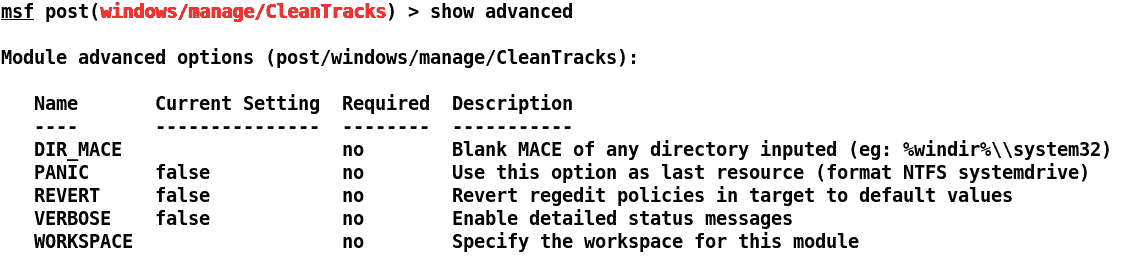 msf post(windows/manage/CleanTracks) > show advanced
Module advanced options (post/windows/manage/CleanTracks):
Name Current Setting Required Description
---- --------------- -------- -----------
DIR_MACE no Blank MACE of any directory inputed (eg: %windir%\\system32)
PANIC false no Use this option as last resource (format NTFS systemdrive)
REVERT false no Revert regedit policies in target to default values
VERBOSE false no Enable detailed status messages
WORKSPACE no Specify the workspace for this module